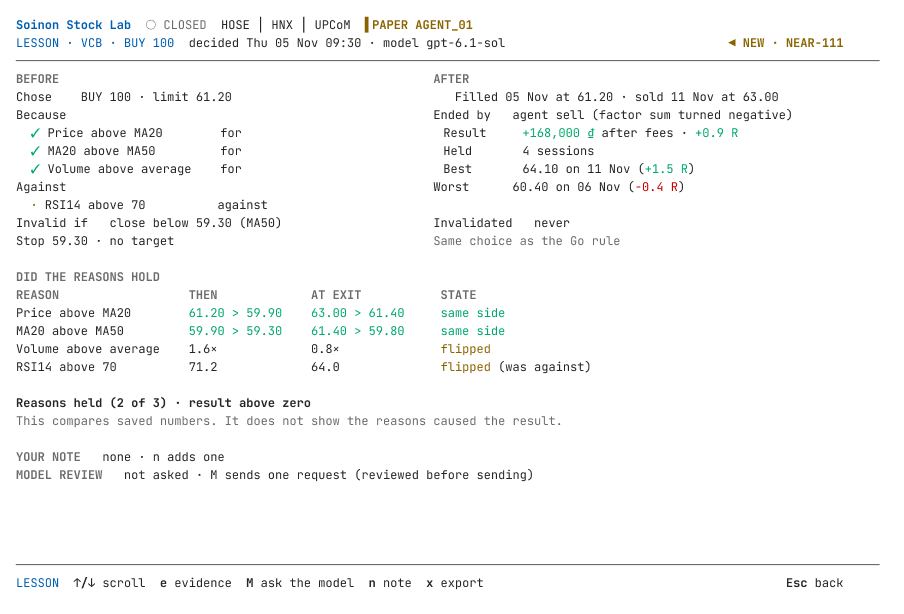 Soinon Stock Lab  ○ CLOSED  HOSE │ HNX │ UPCoM  ▌PAPER AGENT_01
LESSON · VCB · BUY 100  decided Thu 05 Nov 09:30 · model gpt-6.1-sol  ◄ NEW · NEAR-111
BEFORE  AFTER
Chose  BUY 100 · limit 61.20  Filled 05 Nov at 61.20 · sold 11 Nov at 63.00
Because  Ended by  agent sell (factor sum turned negative)
✓ Price above MA20  for  Result  +168,000 ₫ after fees · +0.9 R
✓ MA20 above MA50  for  Held  4 sessions
✓ Volume above average  for  Best  64.10 on 11 Nov (+1.5 R)
Against  Worst  60.40 on 06 Nov (-0.4 R)
· RSI14 above 70  against
Invalid if  close below 59.30 (MA50)  Invalidated  never
Stop 59.30 · no target  Same choice as the Go rule
DID THE REASONS HOLD
REASON  THEN  AT EXIT  STATE
Price above MA20  61.20 > 59.90  63.00 > 61.40  same side
MA20 above MA50  59.90 > 59.30  61.40 > 59.80  same side
Volume above average  1.6×  0.8×  flipped
RSI14 above 70  71.2  64.0  flipped (was against)
Reasons held (2 of 3) · result above zero
This compares saved numbers. It does not show the reasons caused the result.
YOUR NOTE  none · n adds one
MODEL REVIEW  not asked · M sends one request (reviewed before sending)
LESSON  ↑/↓ scroll  e evidence  M ask the model  n note  x export  Esc back